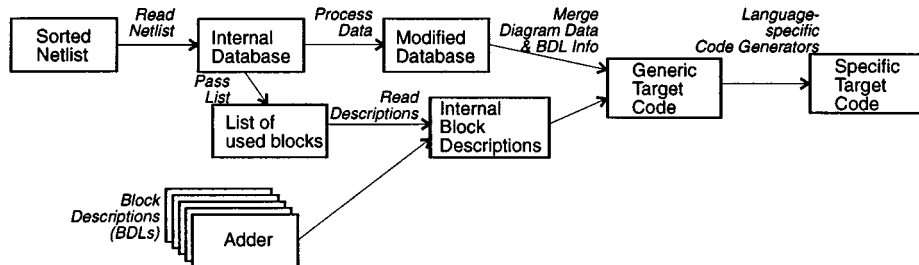 Sorted
Netlist
Read
Netlist
Internal
Database
Process
Data
Modified
Database
Merge
Diagram Data
& BDL Info
Generic
Target
Code
Language-
specific
Code Generators
Specific
Target
Code
Pass
List
List of
used blocks
Read
Descriptions
Internal
Block
Descriptions
Block
Descriptions
(BDLs)
Adder